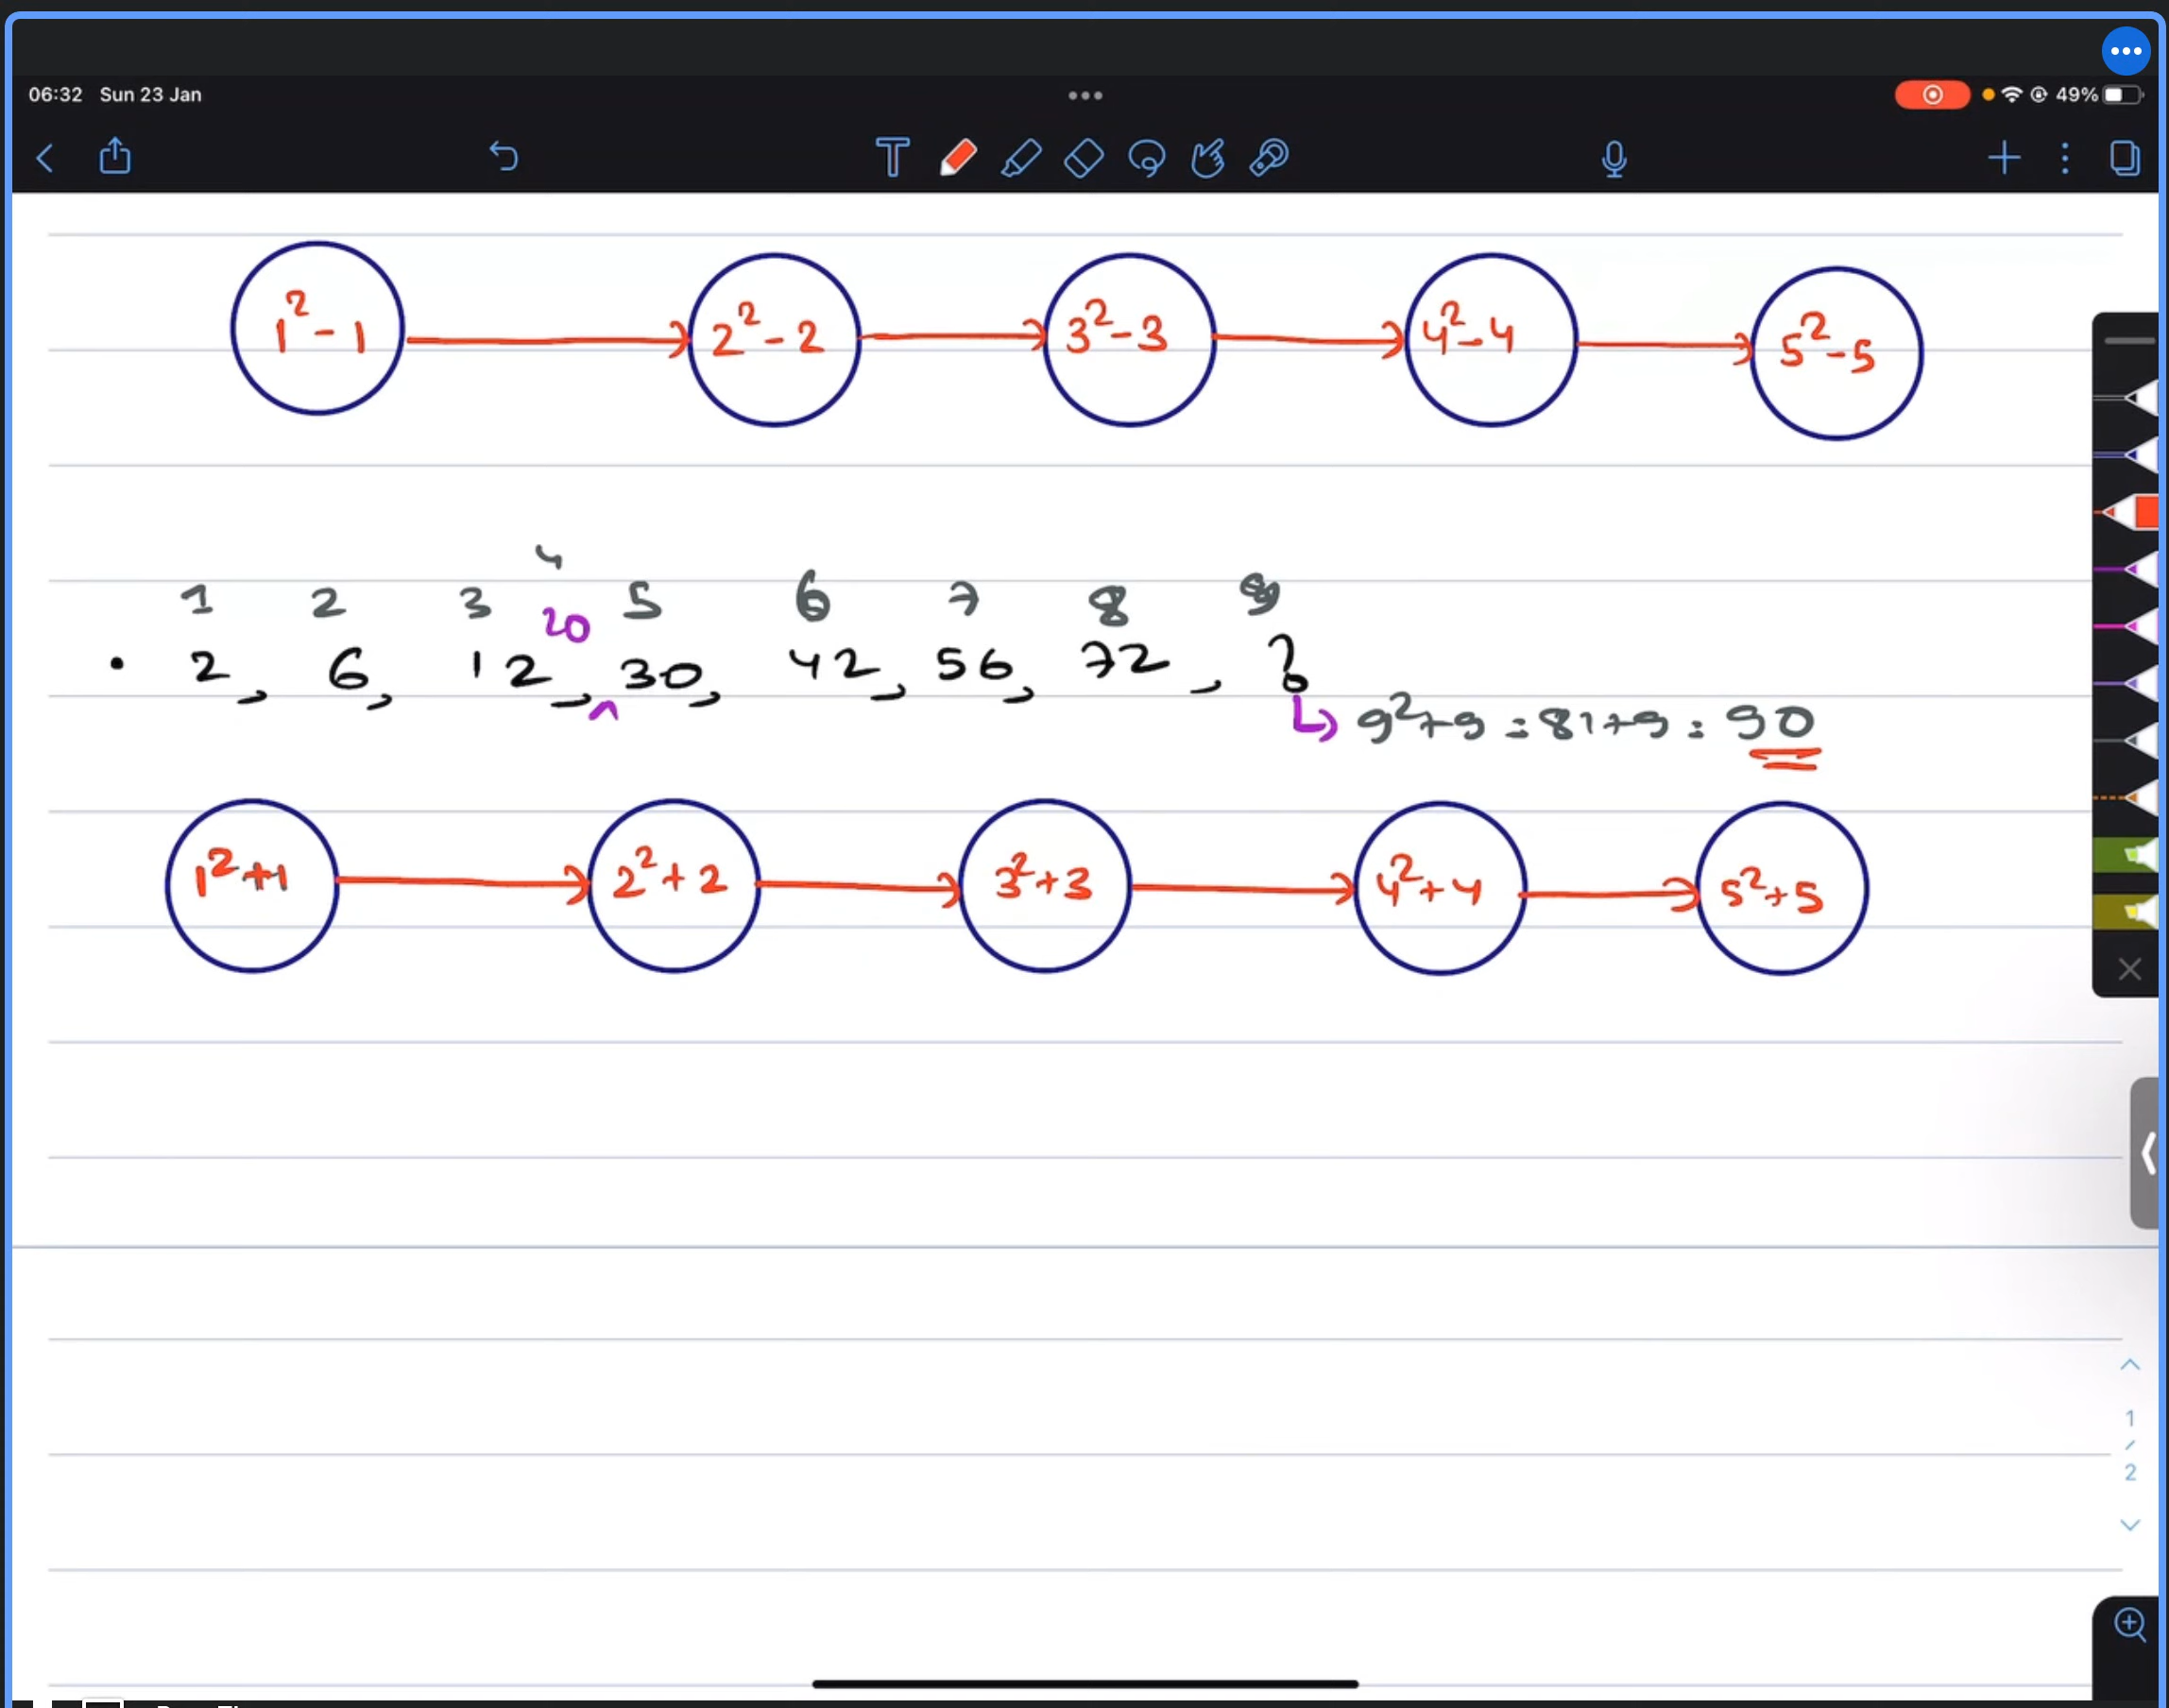 06:32 Sun 23 Jan
49%
1² - 1 2² - 2 3² - 3 4² - 4 5² - 5
4
1 2 3 5 6 7 8 9
20
• 2, 6, 12, 30, 42, 56, 72, ?
9² + 9 = 81 + 9 = 90
1² + 1 2² + 2 3² + 3 4² + 4 5² + 5
1
/
2